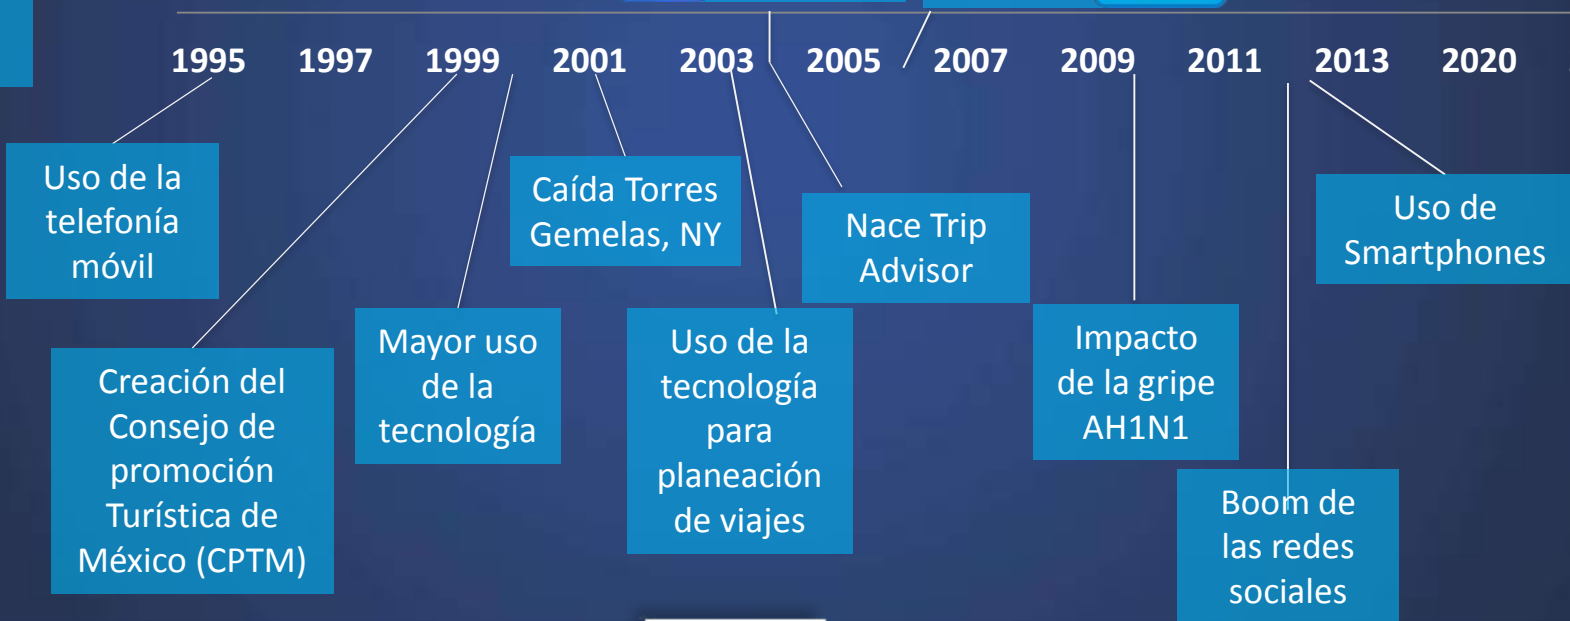 1995 1997 1999 2001 2003 2005 2007 2009 2011 2013 2020
Uso de la
telefonía
móvil
Creación del
Consejo de
promoción
Turística de
México (CPTM)
Mayor uso
de la
tecnología
Caída Torres
Gemelas, NY
Uso de la
tecnología
para
planeación
de viajes
Nace Trip
Advisor
Impacto
de la gripe
AH1N1
Boom de
las redes
sociales
Uso de
Smartphones